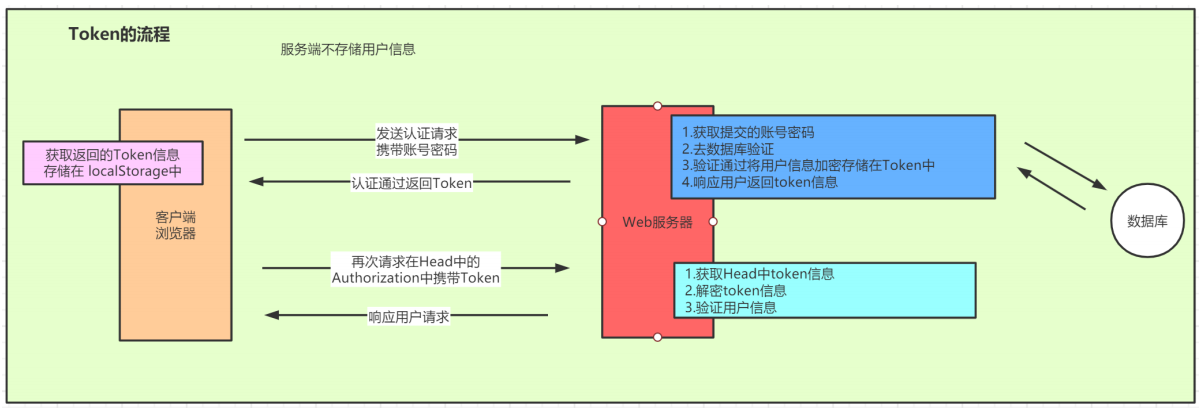 Token的流程
服务端不存储用户信息
获取返回的Token信息
存储在 localStorage中
客户端
浏览器
发送认证请求
携带账号密码
认证通过返回Token
再次请求在Head中的
Authorization中携带Token
响应用户请求
Web服务器
1.获取提交的账号密码
2.去数据库验证
3.验证通过将用户信息加密存储在Token中
4.响应用户返回token信息
1.获取Head中token信息
2.解密token信息
3.验证用户信息
数据库